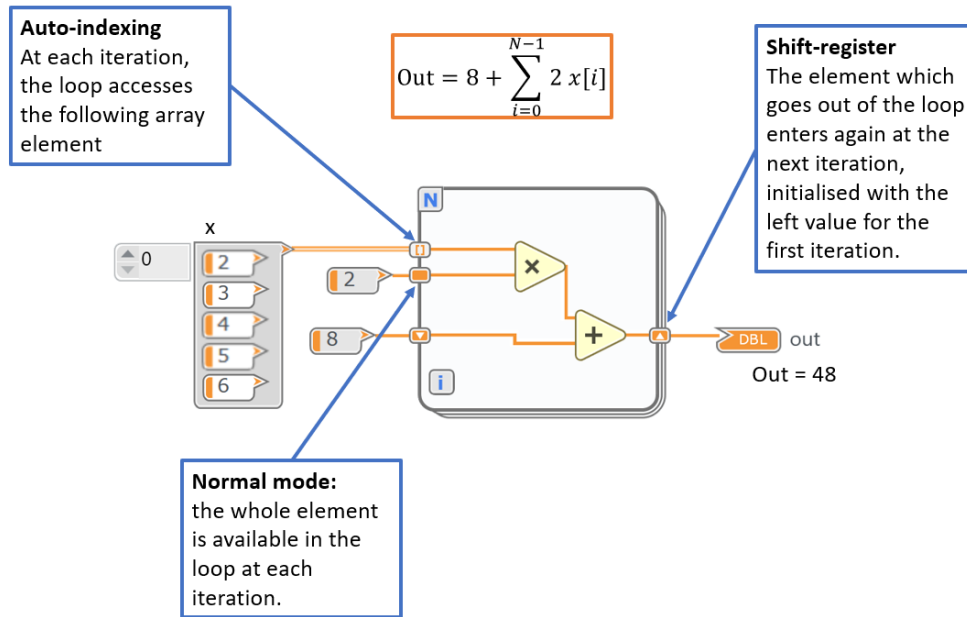 Auto-indexing
At each iteration,
the loop accesses
the following array
element
Out = 8 + ∑_{i=0}^{N−1} 2 x[i]
Shift-register
The element which
goes out of the loop
enters again at the
next iteration,
initialised with the
left value for the
first iteration.
N
x
0
2
3
4
5
6
[]
2
8
×
+
i
DBL
out
Out = 48
Normal mode:
the whole element
is available in the
loop at each
iteration.